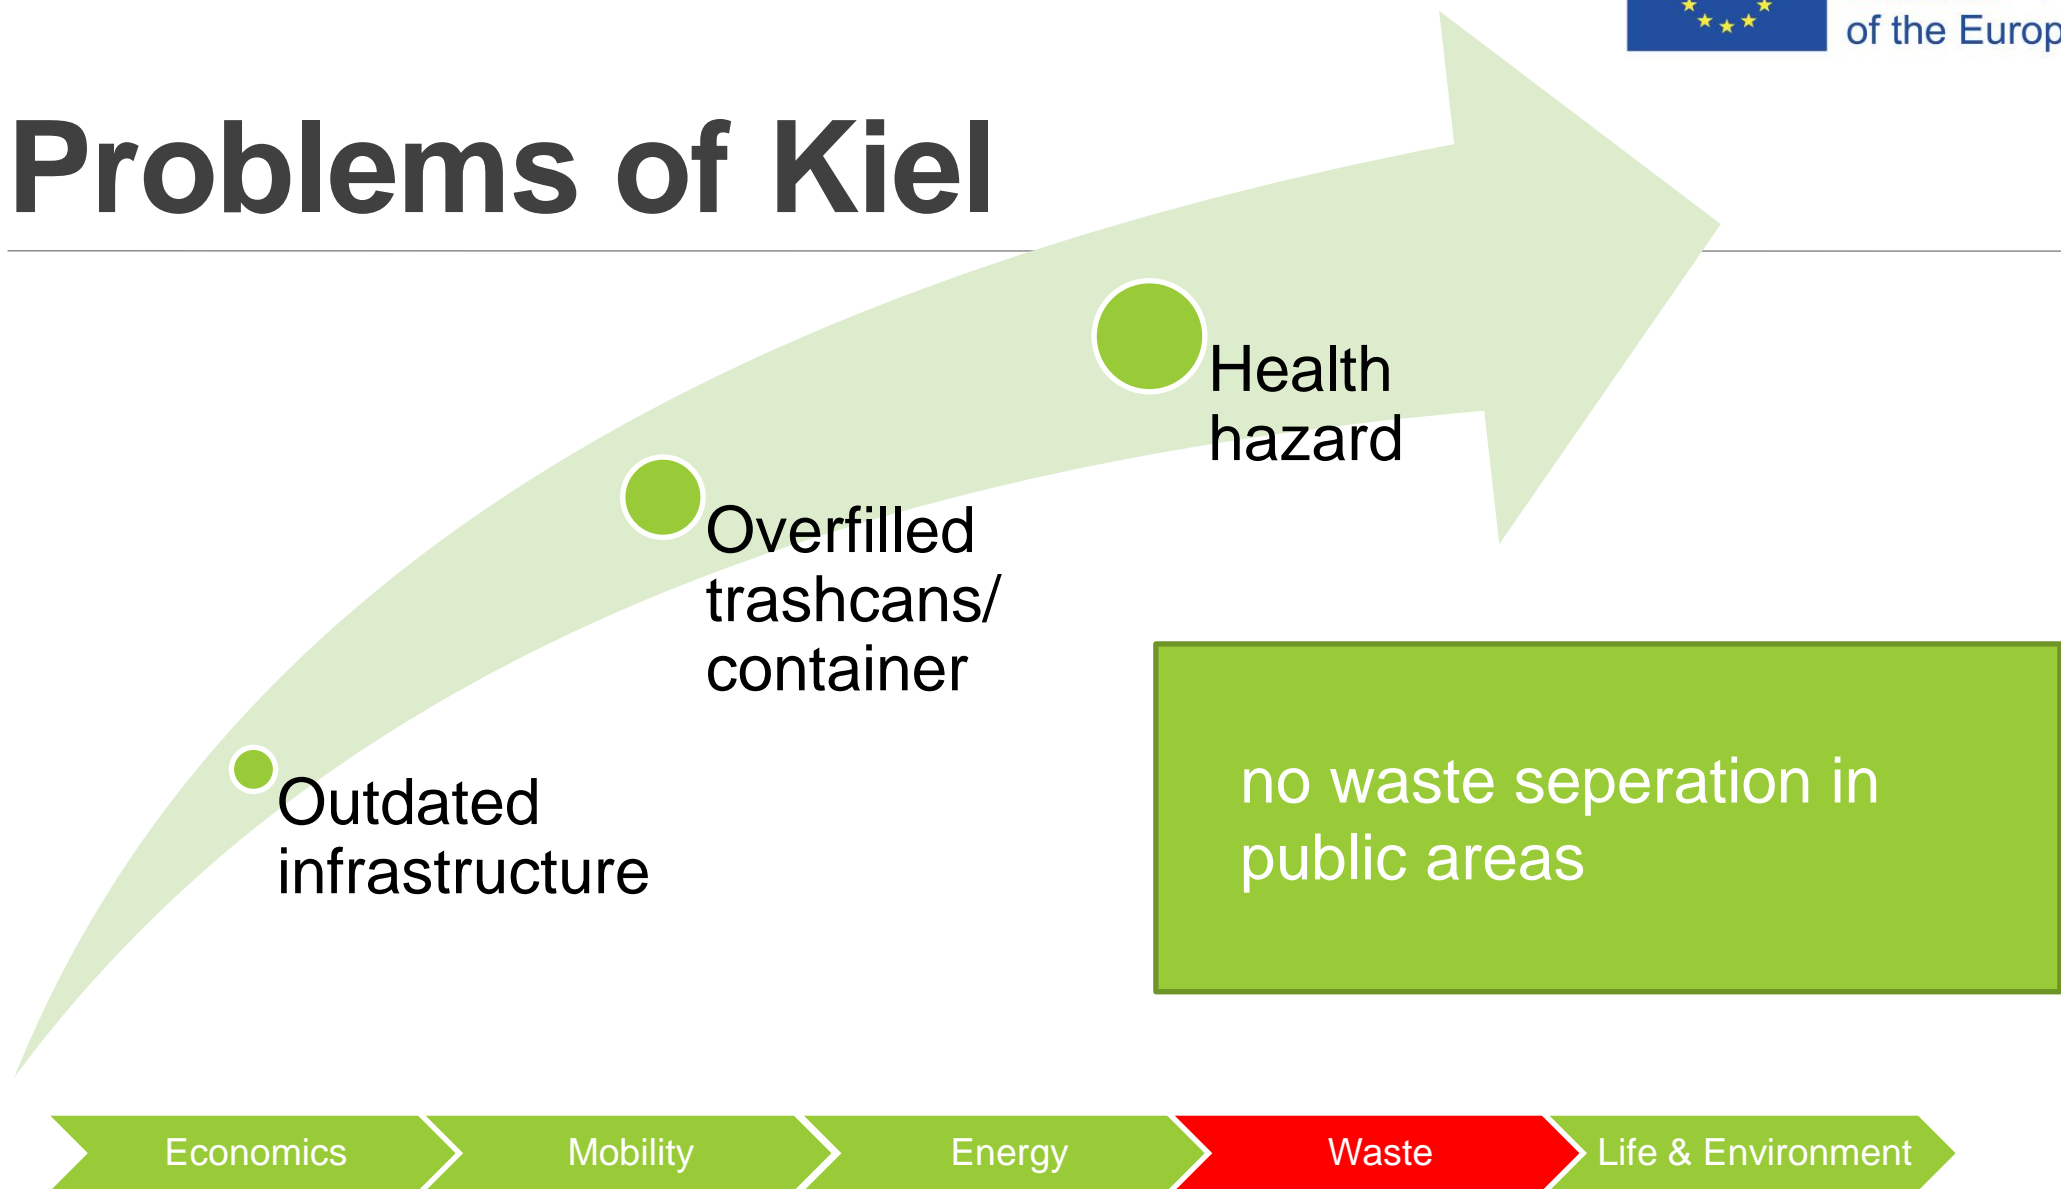 of the Europ
Problems of Kiel
Health
hazard
Overfilled
trashcans/
container
Outdated
infrastructure
no waste seperation in
public areas
Economics
Mobility
Energy
Waste
Life & Environment